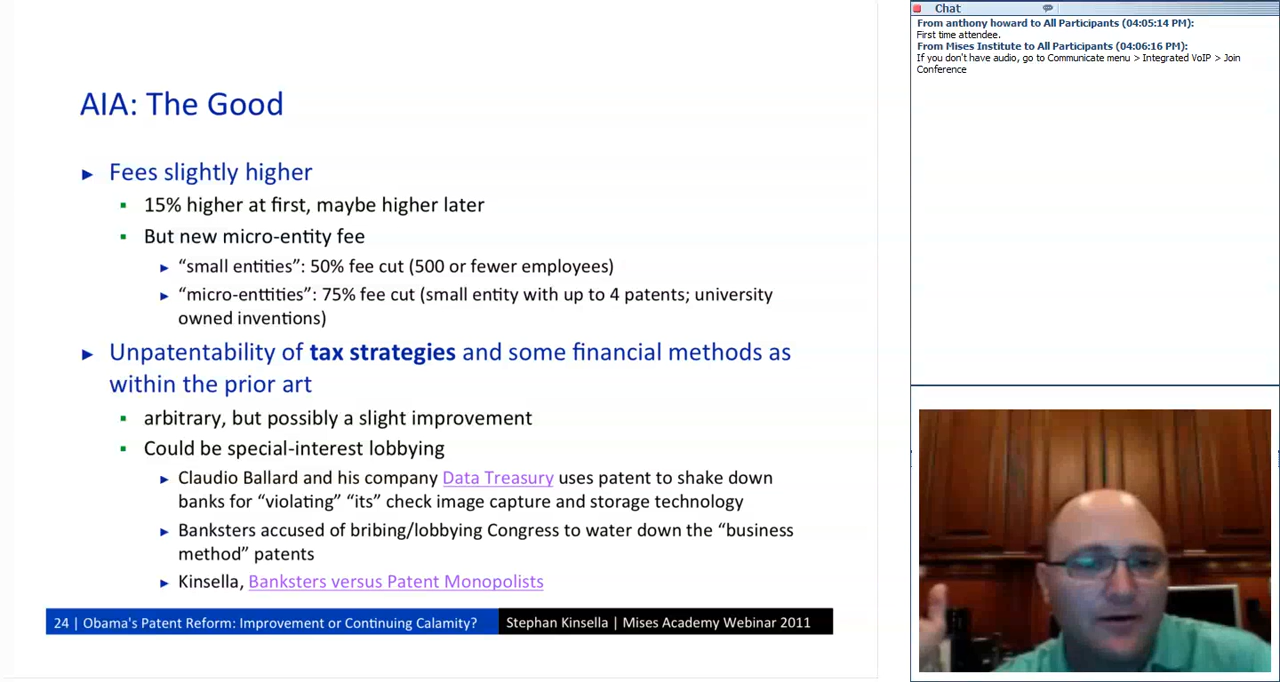 AIA: The Good
Fees slightly higher
15% higher at first, maybe higher later
But new micro-entity fee
“small entities”: 50% fee cut (500 or fewer employees)
“micro-enttities”: 75% fee cut (small entity with up to 4 patents; university
owned inventions)
Unpatentability of tax strategies and some financial methods as
within the prior art
arbitrary, but possibly a slight improvement
Could be special-interest lobbying
Claudio Ballard and his company Data Treasury uses patent to shake down
banks for “violating” “its” check image capture and storage technology
Banksters accused of bribing/lobbying Congress to water down the “business
method” patents
Kinsella, Banksters versus Patent Monopolists
24 | Obama's Patent Reform: Improvement or Continuing Calamity?
Stephan Kinsella | Mises Academy Webinar 2011
Chat
From anthony howard to All Participants (04:05:14 PM):
First time attendee.
From Mises Institute to All Participants (04:06:16 PM):
If you don't have audio, go to Communicate menu > Integrated VoIP > Join
Conference